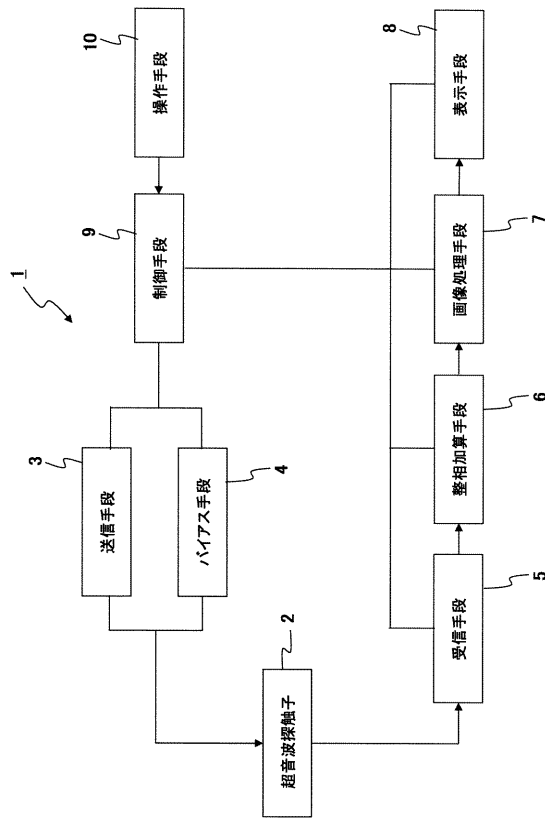 1
2
超音波探触子
3
送信手段
4
バイアス手段
5
受信手段
6
整相加算手段
7
画像処理手段
8
表示手段
9
制御手段
10
操作手段